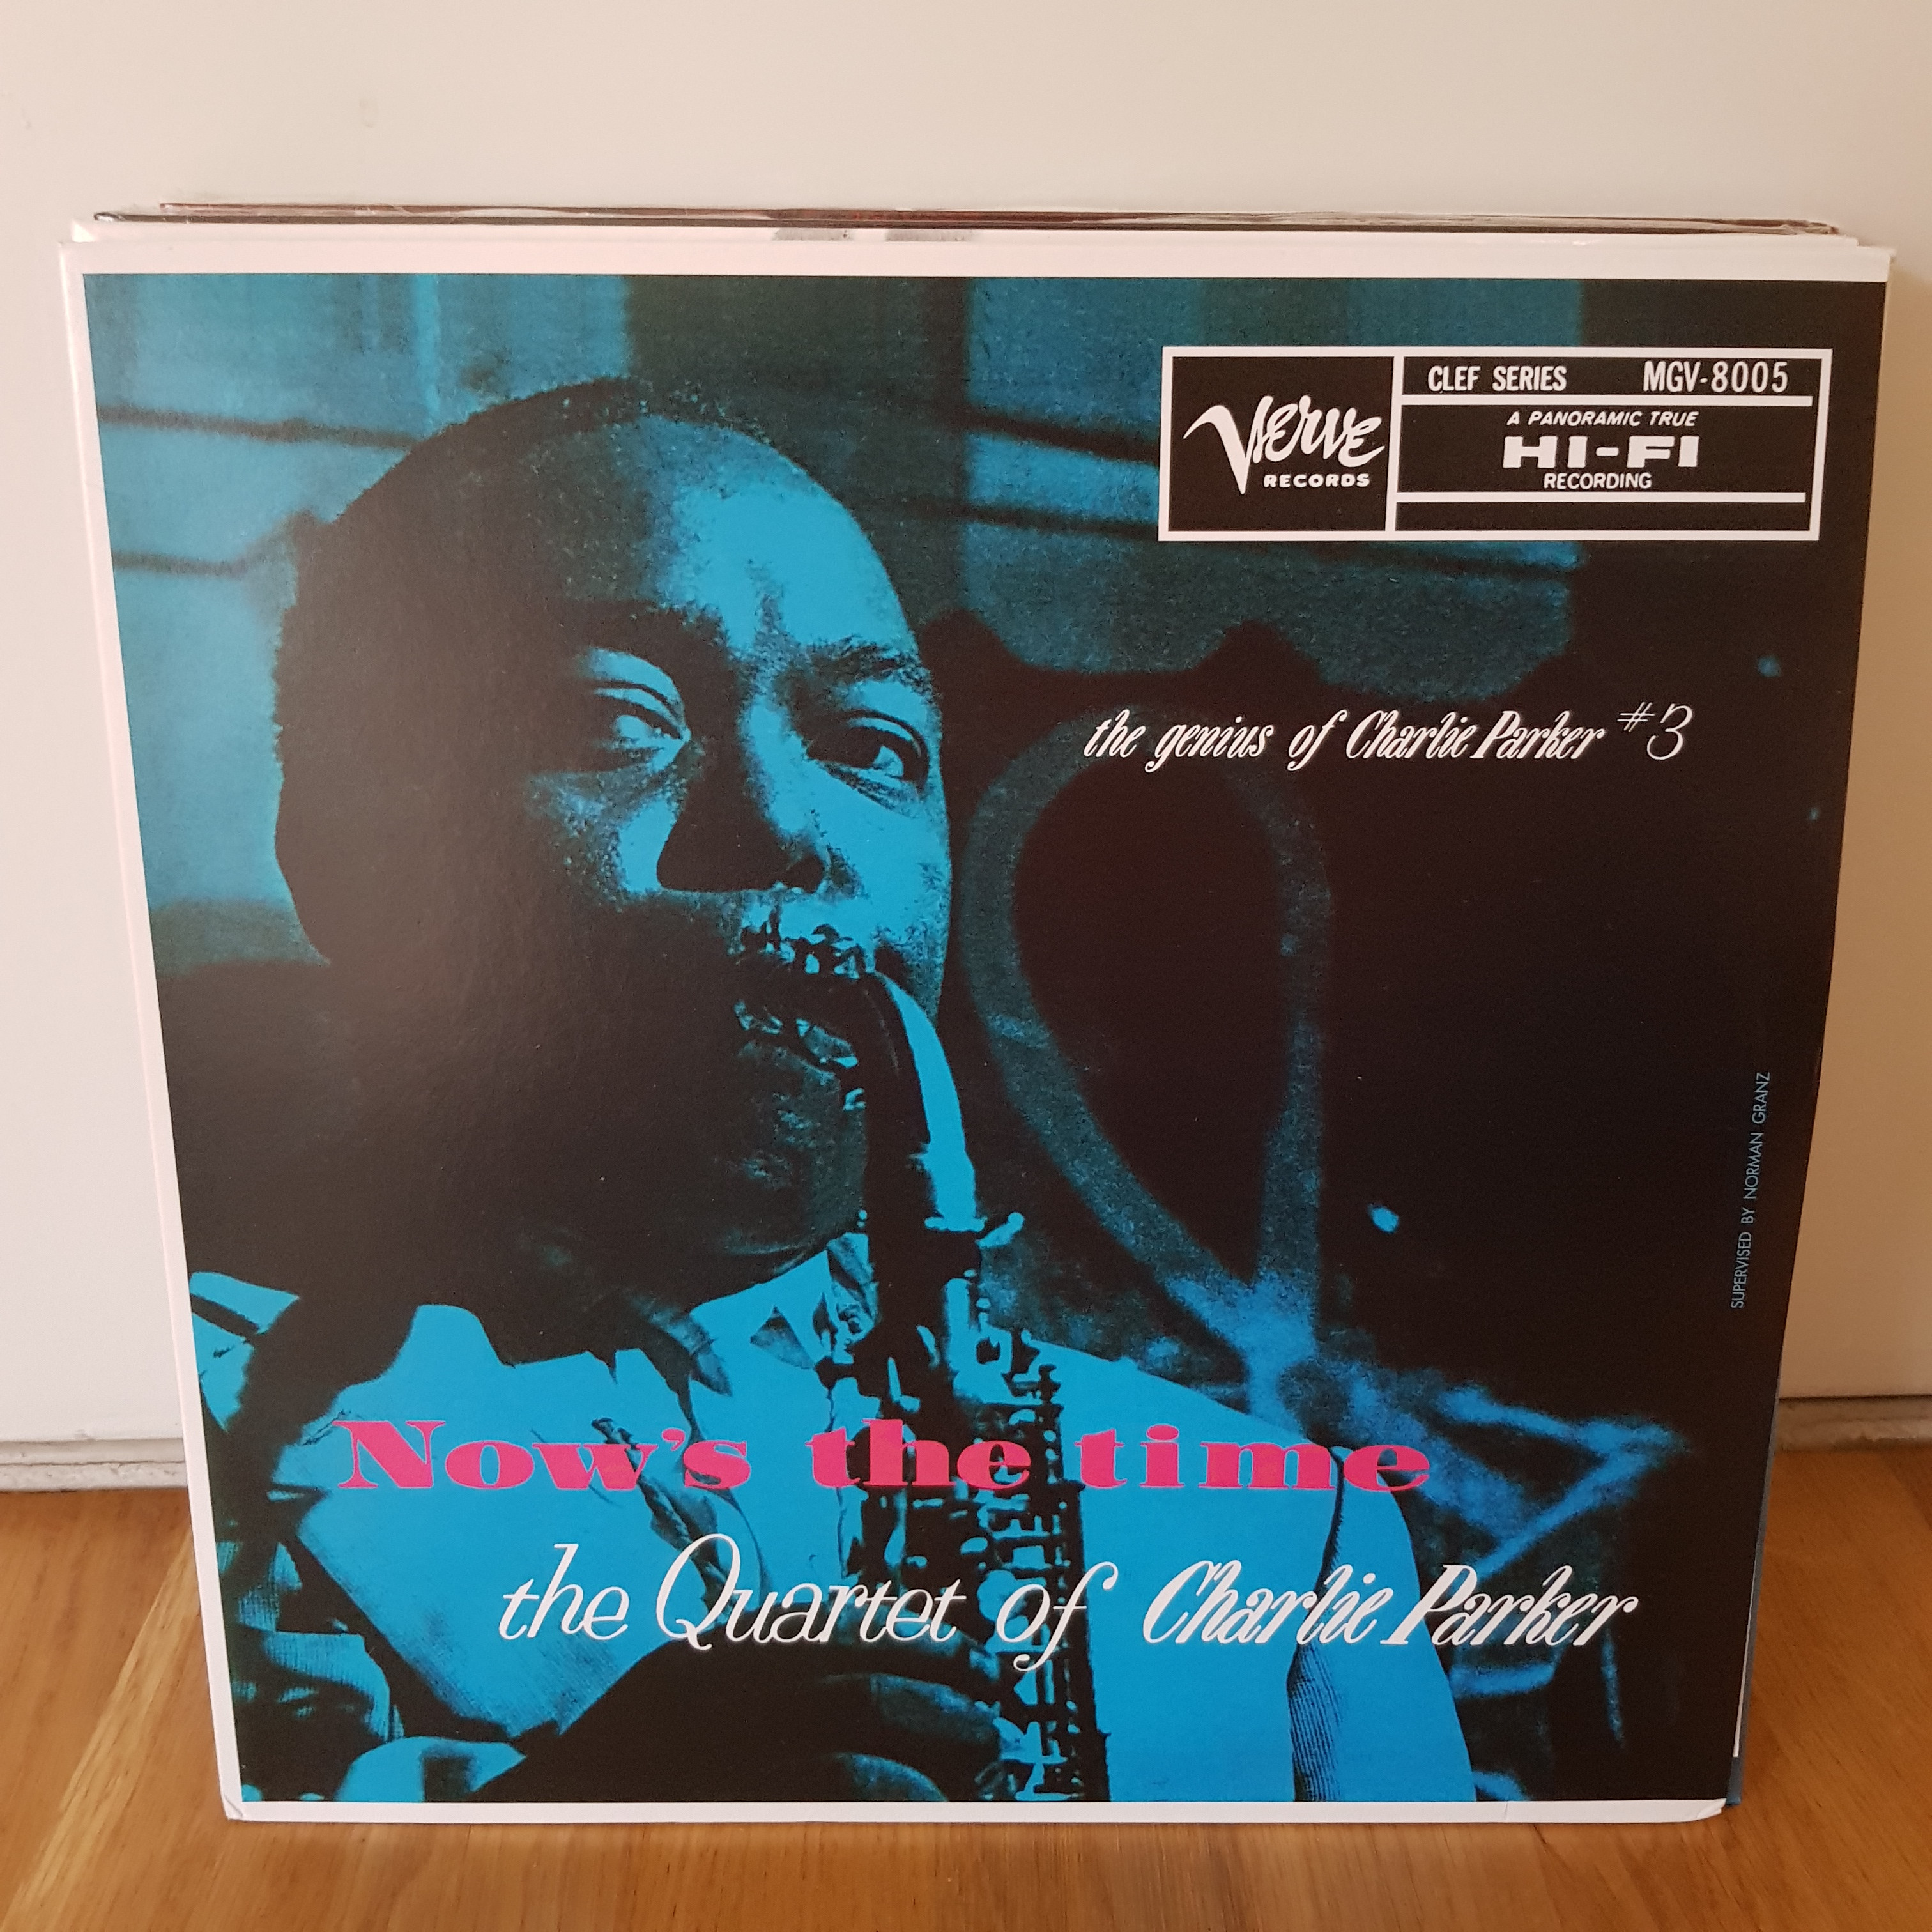 Verve
RECORDS
CLEF SERIES MGV-8005
A PANORAMIC TRUE
HI-FI
RECORDING
the genius of Charlie Parker #3
SUPERVISED BY NORMAN GRANZ
Now's the time
the Quartet of Charlie Parker